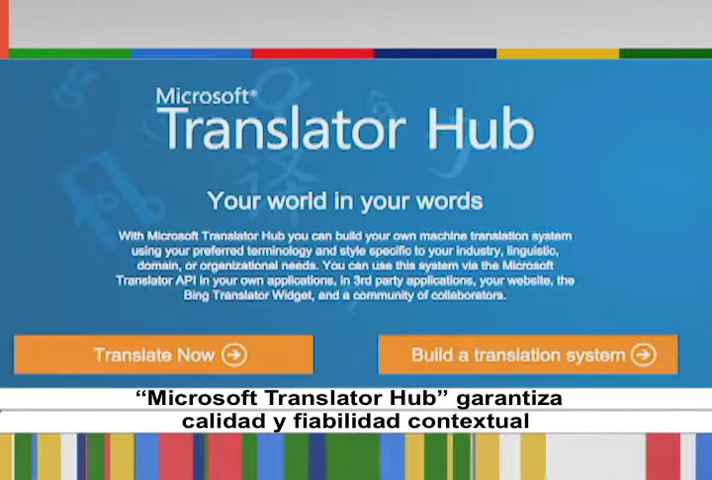 Microsoft®
Translator Hub
Your world in your words
With Microsoft Translator Hub you can build your own machine translation system
using your preferred terminology and style specific to your industry, linguistic,
domain, or organizational needs. You can use this system via the Microsoft
Translator API in your own applications, in 3rd party applications, your website, the
Bing Translator Widget, and a community of collaborators.
Translate Now
Build a translation system
“Microsoft Translator Hub” garantiza
calidad y fiabilidad contextual